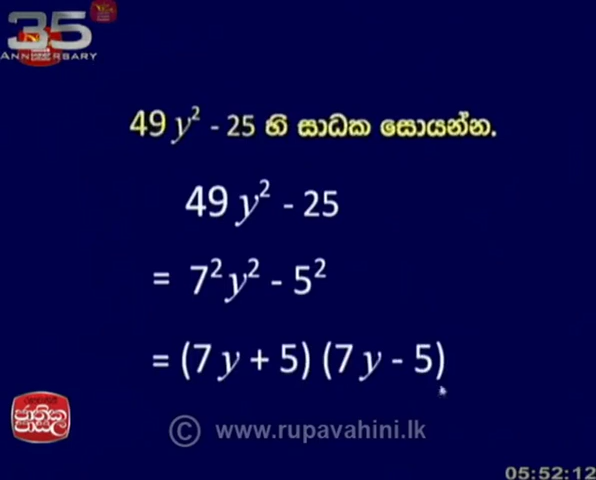 35
ANNIVERSARY
49 y² - 25 හි සාධක සොයන්න.
49 y² - 25
= 7²y² - 5²
= (7 y + 5) (7 y - 5)
ජාතික
පාසල
© www.rupavahini.lk
05:52:12